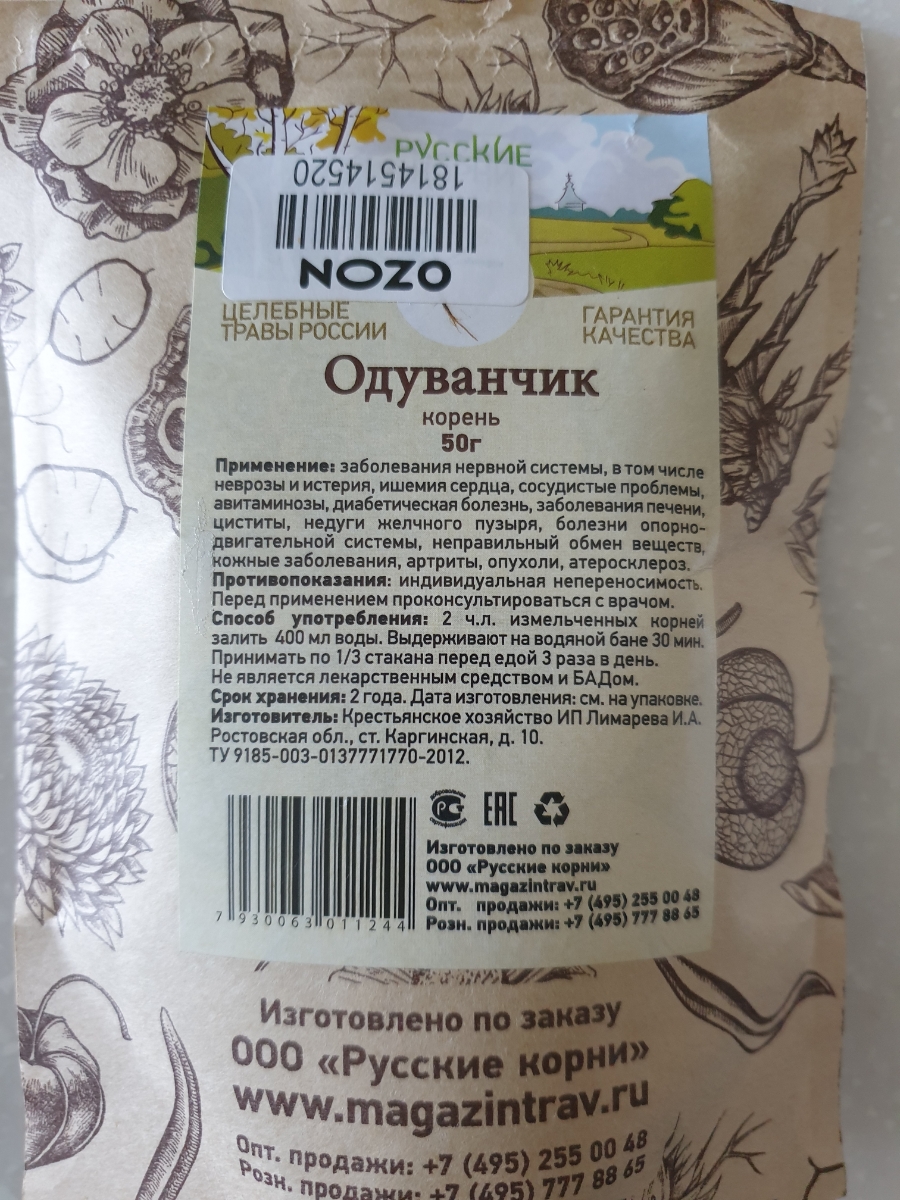 РУССКИЕ
1814514520
OZON
ЦЕЛЕБНЫЕ
ТРАВЫ РОССИИ
ГАРАНТИЯ
КАЧЕСТВА
Одуванчик
корень
50г
Применение: заболевания нервной системы, в том числе
неврозы и истерия, ишемия сердца, сосудистые проблемы,
авитаминозы, диабетическая болезнь, заболевания печени,
циститы, недуги желчного пузыря, болезни опорно-
двигательной системы, неправильный обмен веществ,
кожные заболевания, артриты, опухоли, атеросклероз.
Противопоказания: индивидуальная непереносимость.
Перед применением проконсультироваться с врачом.
Способ употребления: 2 ч.л. измельченных корней
залить 400 мл воды. Выдерживают на водяной бане 30 мин.
Принимать по 1/3 стакана перед едой 3 раза в день.
Не является лекарственным средством и БАДом.
Срок хранения: 2 года. Дата изготовления: см. на упаковке.
Изготовитель: Крестьянское хозяйство ИП Лимарева И.А.
Ростовская обл., ст. Каргинская, д. 10.
ТУ 9185-003-0137771770-2012.
добровольная
сертификация
ЕАС
Изготовлено по заказу
ООО «Русские корни»
www.magazintrav.ru
Опт. продажи: +7 (495) 255 00 48
Розн. продажи: +7 (495) 777 88 65
7 930063 011244
Изготовлено по заказу
ООО «Русские корни»
www.magazintrav.ru
Опт. продажи: +7 (495) 255 00 48
Розн. продажи: +7 (495) 777 88 65